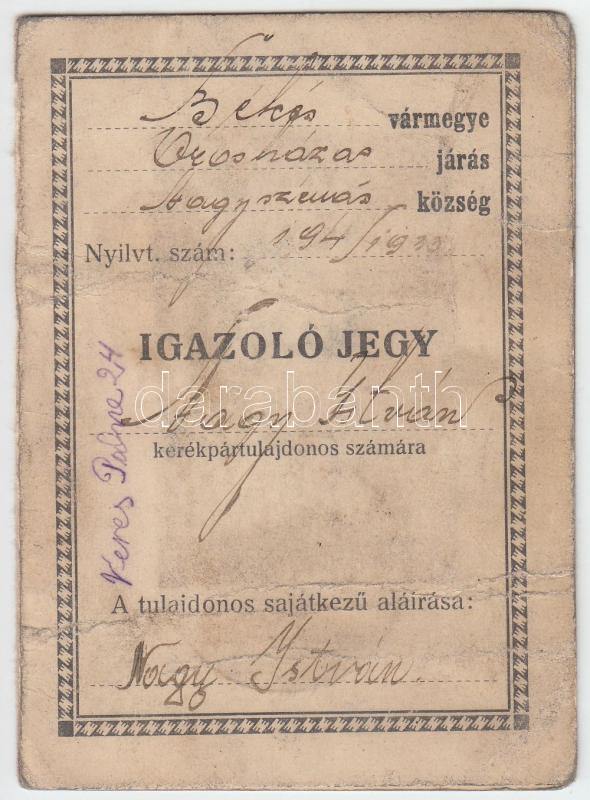 Békés vármegye
Orosházai járás
Nagyszénás község
Nyilvt. szám: 194/1933
IGAZOLÓ JEGY
darabanth
Nagy István
kerékpártulajdonos számára
A tulajdonos sajátkezű aláírása:
Nagy István
Veres Pálné 24